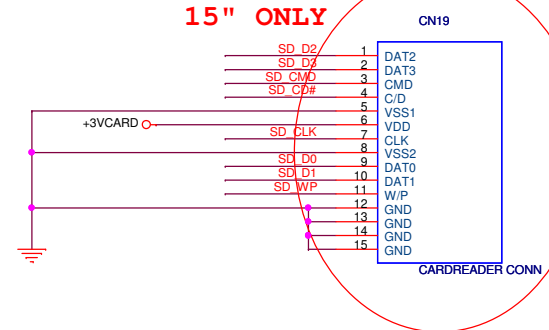 15" ONLY
CN19
SD_D2 1 DAT2
SD_D3 2 DAT3
SD_CMD 3 CMD
SD_CD# 4 C/D
5 VSS1
+3VCARD 6 VDD
SD_CLK 7 CLK
8 VSS2
SD_D0 9 DAT0
SD_D1 10 DAT1
SD_WP 11 W/P
12 GND
13 GND
14 GND
15 GND
CARDREADER CONN